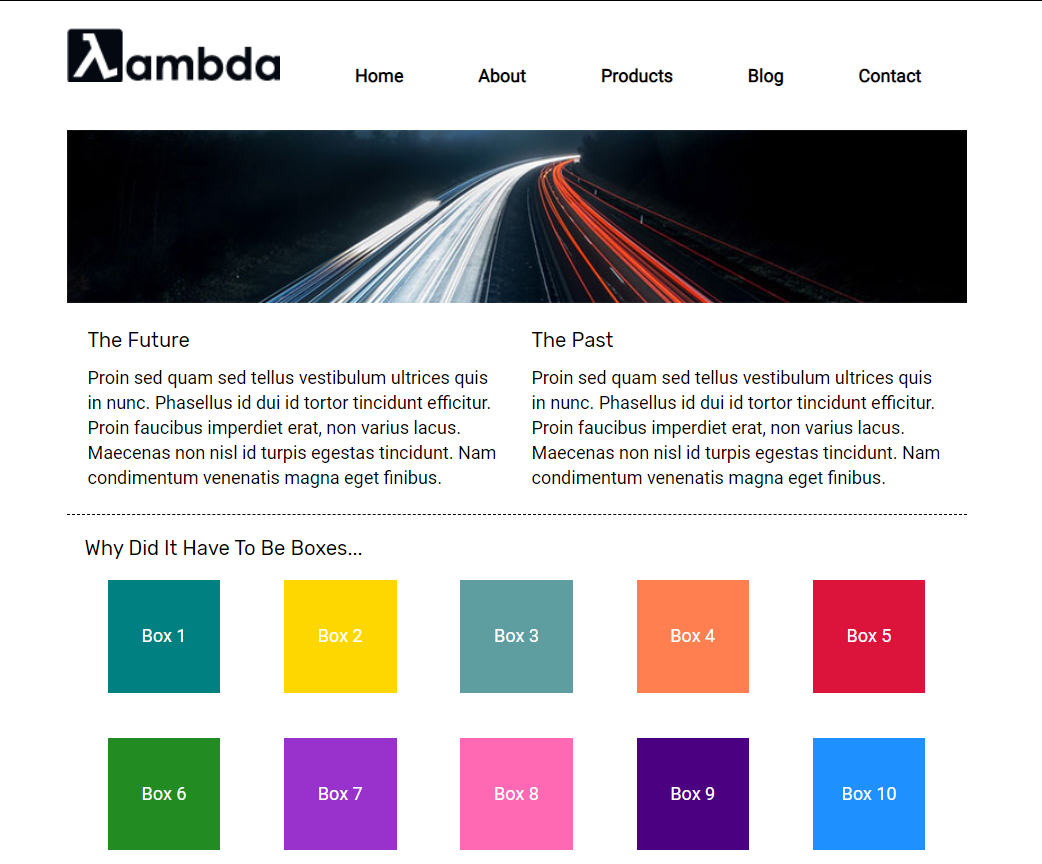 λambda
Home About Products Blog Contact
The Future
Proin sed quam sed tellus vestibulum ultrices quis
in nunc. Phasellus id dui id tortor tincidunt efficitur.
Proin faucibus imperdiet erat, non varius lacus.
Maecenas non nisl id turpis egestas tincidunt. Nam
condimentum venenatis magna eget finibus.
The Past
Proin sed quam sed tellus vestibulum ultrices quis
in nunc. Phasellus id dui id tortor tincidunt efficitur.
Proin faucibus imperdiet erat, non varius lacus.
Maecenas non nisl id turpis egestas tincidunt. Nam
condimentum venenatis magna eget finibus.
Why Did It Have To Be Boxes...
Box 1 Box 2 Box 3 Box 4 Box 5
Box 6 Box 7 Box 8 Box 9 Box 10